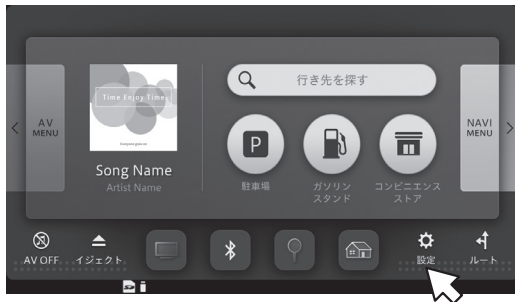 行き先を探す
AV
MENU
Time Enjoy Time
Song Name
Artist Name
P
駐車場
ガソリン
スタンド
コンビニエンス
ストア
NAVI
MENU
AV OFF
イジェクト
設定
ルート